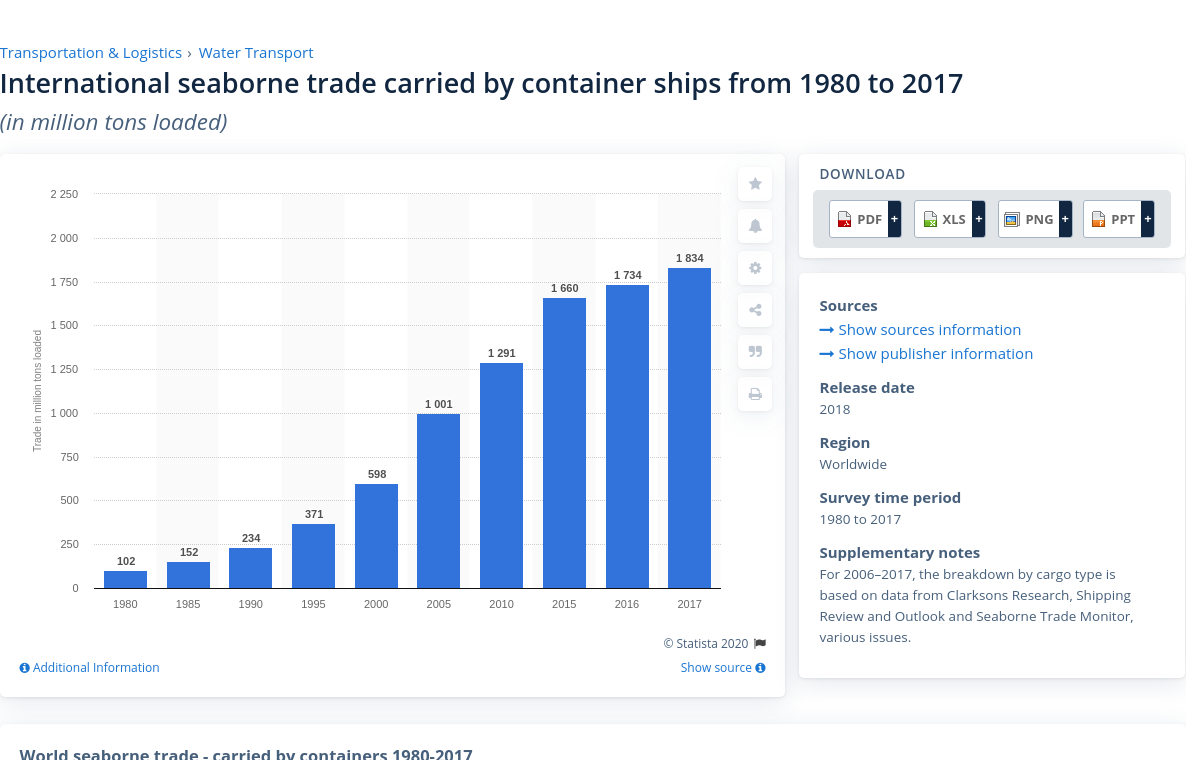 Transportation & Logistics › Water Transport
International seaborne trade carried by container ships from 1980 to 2017
(in million tons loaded)
Trade in million tons loaded
2 250
2 000
1 750
1 500
1 250
1 000
750
500
250
0
102
152
234
371
598
1 001
1 291
1 660
1 734
1 834
1980
1985
1990
1995
2000
2005
2010
2015
2016
2017
© Statista 2020
Additional Information
Show source
DOWNLOAD
PDF +
XLS +
PNG +
PPT +
Sources
Show sources information
Show publisher information
Release date
2018
Region
Worldwide
Survey time period
1980 to 2017
Supplementary notes
For 2006–2017, the breakdown by cargo type is
based on data from Clarksons Research, Shipping
Review and Outlook and Seaborne Trade Monitor,
various issues.
World seaborne trade - carried by containers 1980-2017